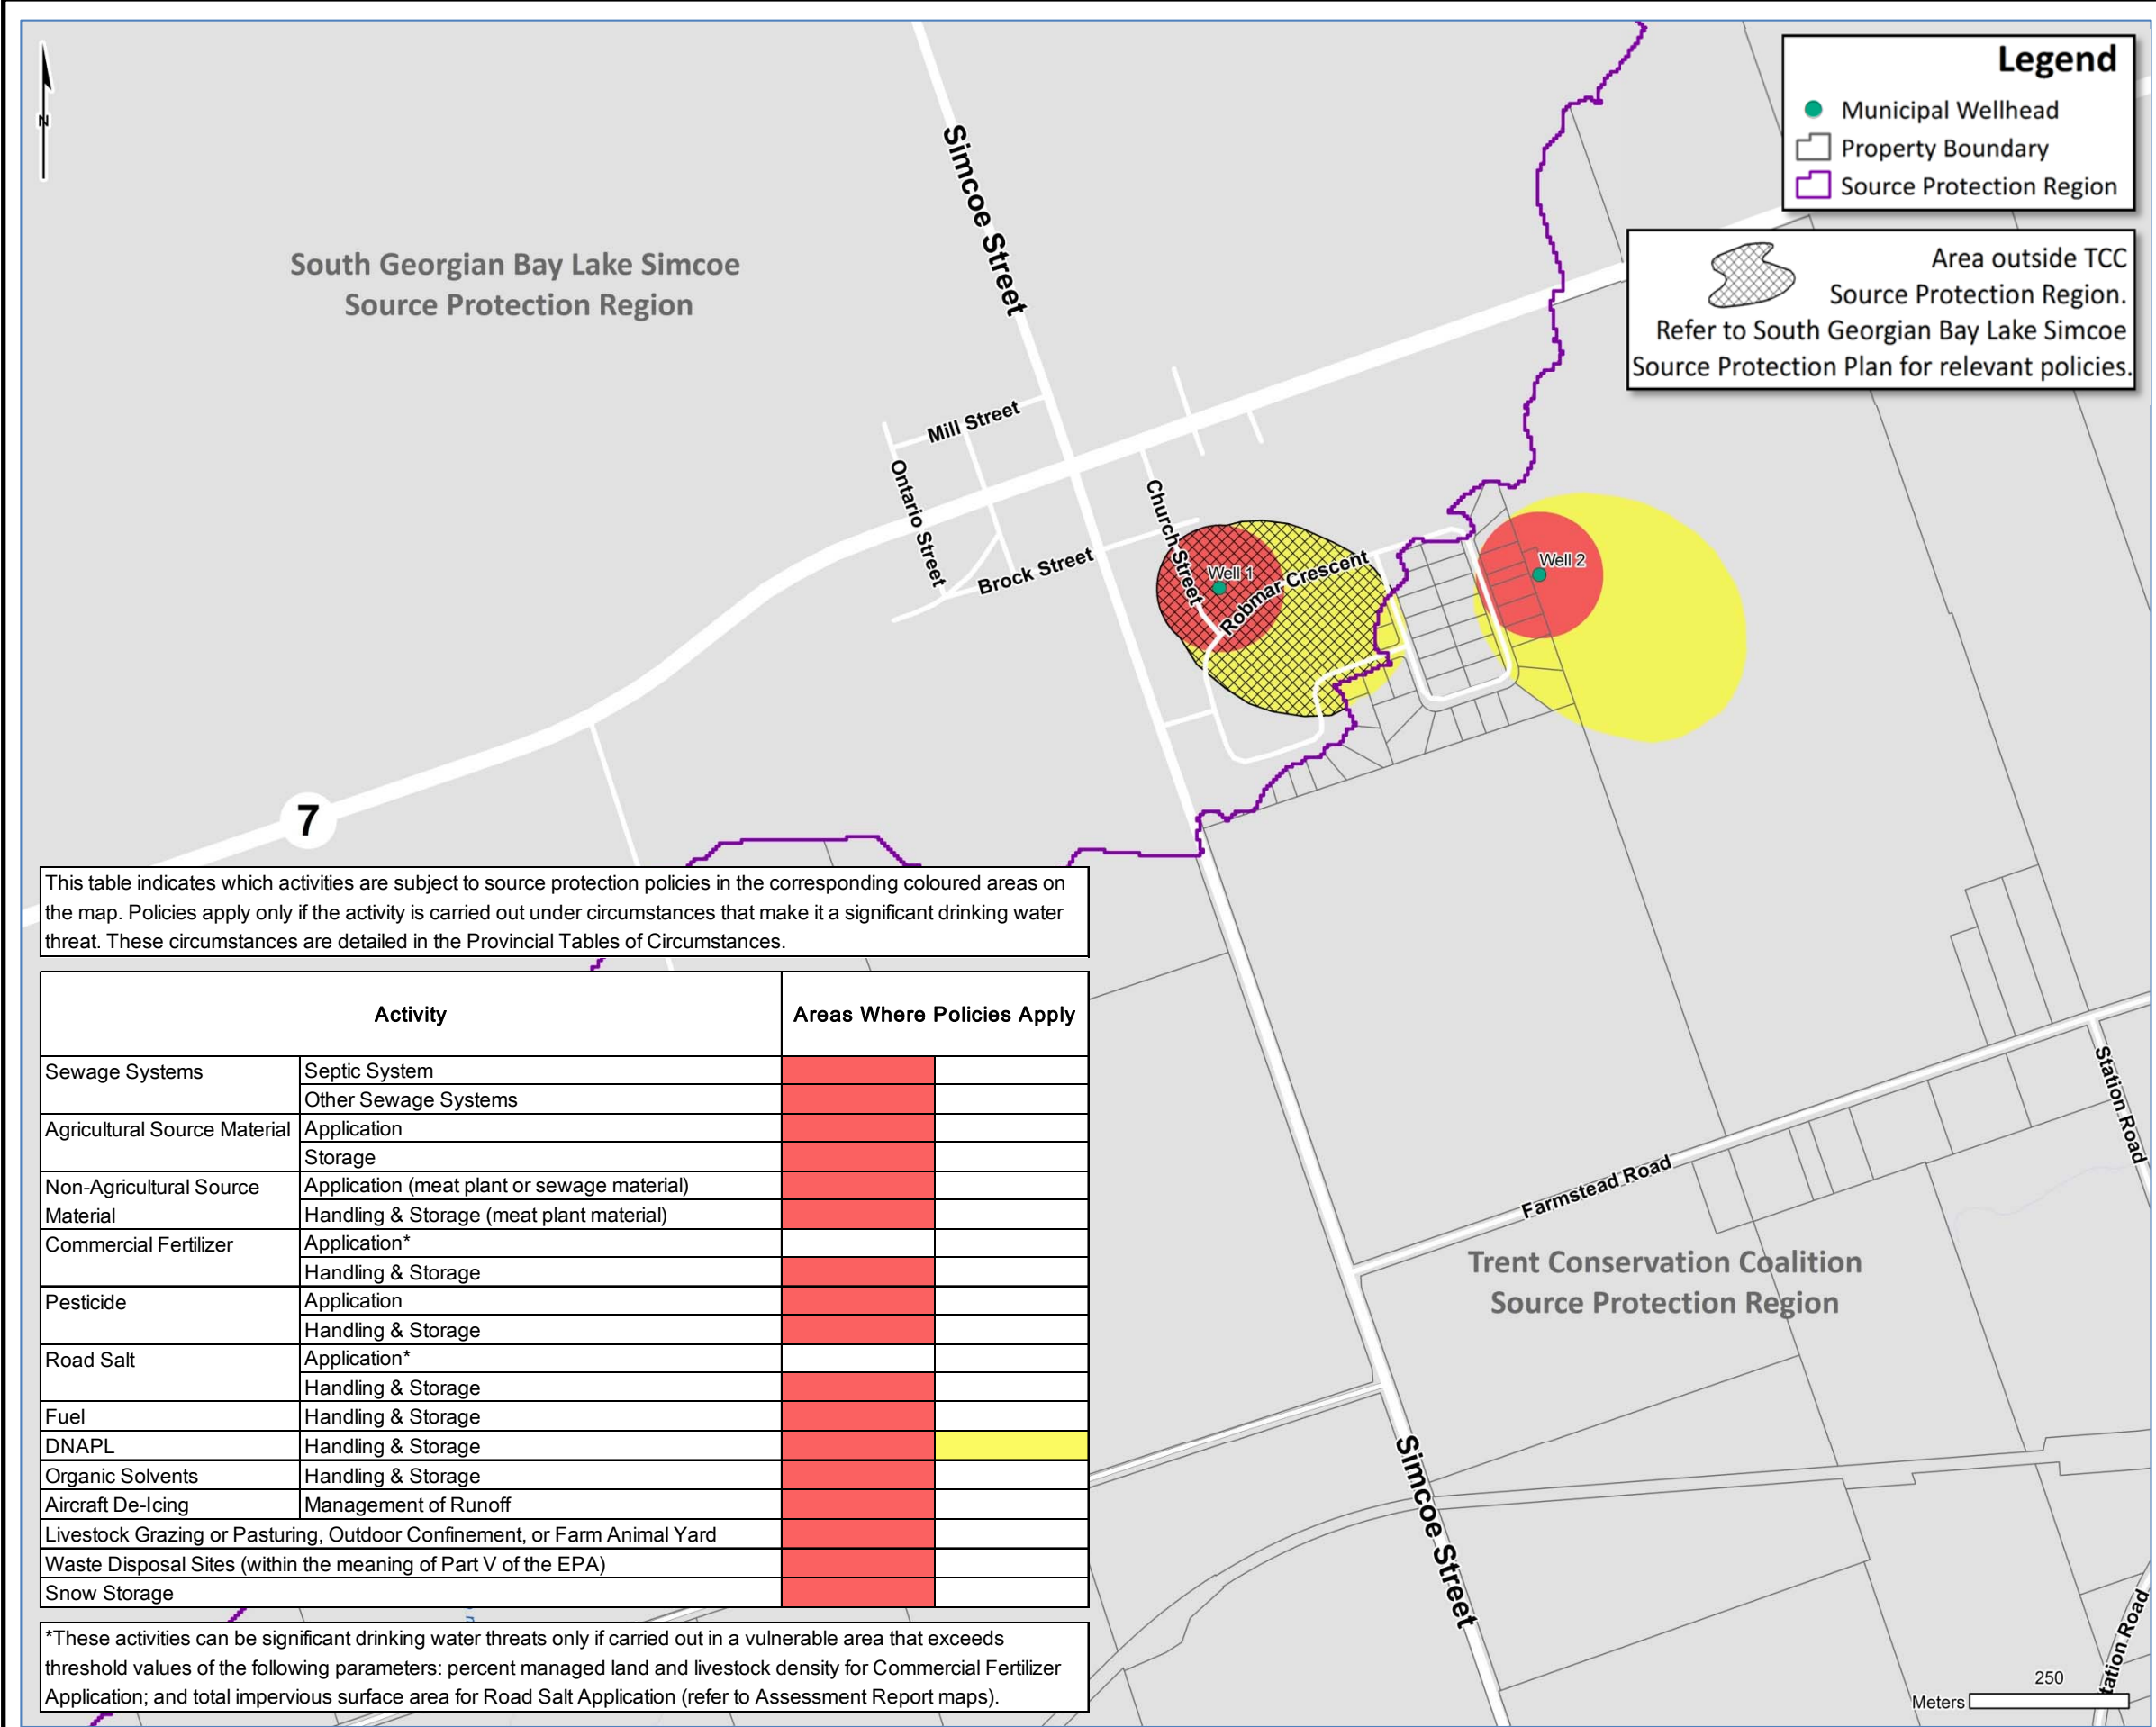 N
Legend
Municipal Wellhead
Property Boundary
Source Protection Region
Area outside TCC
Source Protection Region.
Refer to South Georgian Bay Lake Simcoe
Source Protection Plan for relevant policies.
South Georgian Bay Lake Simcoe
Source Protection Region
Simcoe Street
Mill Street
Ontario Street
Brock Street
Church Street
Well 1
Robmar Crescent
Well 2
7
This table indicates which activities are subject to source protection policies in the corresponding coloured areas on
the map. Policies apply only if the activity is carried out under circumstances that make it a significant drinking water
threat. These circumstances are detailed in the Provincial Tables of Circumstances.
Activity Areas Where Policies Apply
Sewage Systems Septic System
Other Sewage Systems
Agricultural Source Material Application
Storage
Non-Agricultural Source Application (meat plant or sewage material)
Material Handling & Storage (meat plant material)
Commercial Fertilizer Application*
Handling & Storage
Pesticide Application
Handling & Storage
Road Salt Application*
Handling & Storage
Fuel Handling & Storage
DNAPL Handling & Storage
Organic Solvents Handling & Storage
Aircraft De-Icing Management of Runoff
Livestock Grazing or Pasturing, Outdoor Confinement, or Farm Animal Yard
Waste Disposal Sites (within the meaning of Part V of the EPA)
Snow Storage
*These activities can be significant drinking water threats only if carried out in a vulnerable area that exceeds
threshold values of the following parameters: percent managed land and livestock density for Commercial Fertilizer
Application; and total impervious surface area for Road Salt Application (refer to Assessment Report maps).
Station Road
Farmstead Road
Trent Conservation Coalition
Source Protection Region
Simcoe Street
tation Road
250
Meters